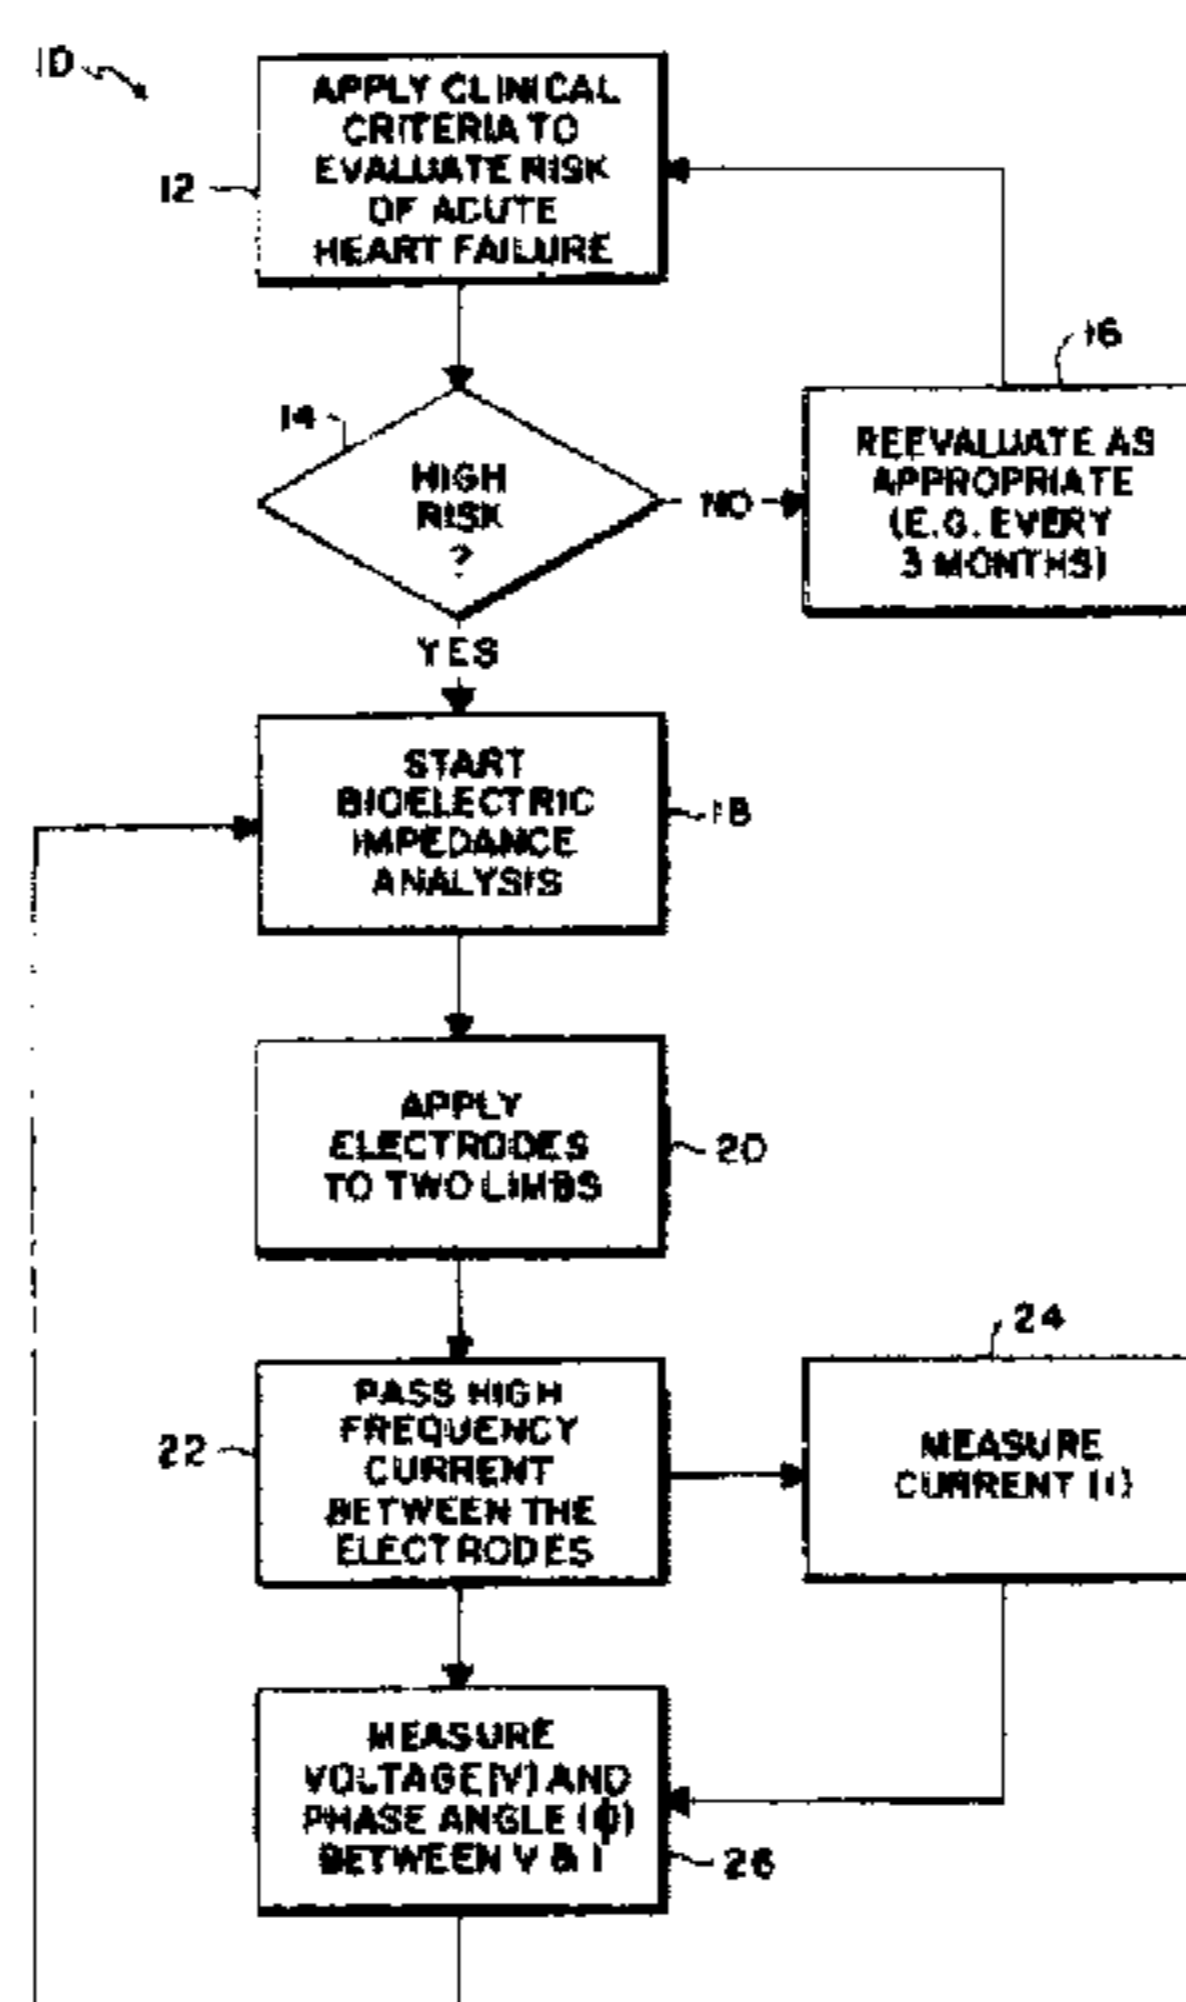 10
APPLY CLINICAL
CRITERIA TO
EVALUATE RISK
OF ACUTE
HEART FAILURE
12
16
14
HIGH
RISK
?
NO
REEVALUATE AS
APPROPRIATE
(E.G. EVERY
3 MONTHS)
YES
START
BIOELECTRIC
IMPEDANCE
ANALYSIS
18
APPLY
ELECTRODES
TO TWO LIMBS
20
24
PASS HIGH
FREQUENCY
CURRENT
BETWEEN THE
ELECTRODES
22
MEASURE
CURRENT (I)
MEASURE
VOLTAGE (V) AND
PHASE ANGLE (ϕ)
BETWEEN V & I
26